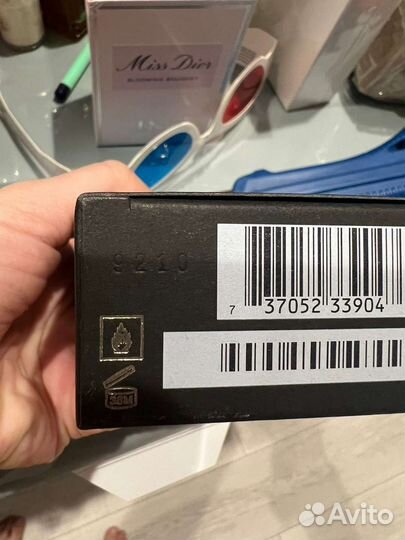 Miss Dior
BLOOMING BOUQUET
9210
7 37052 33904
30M
Avito